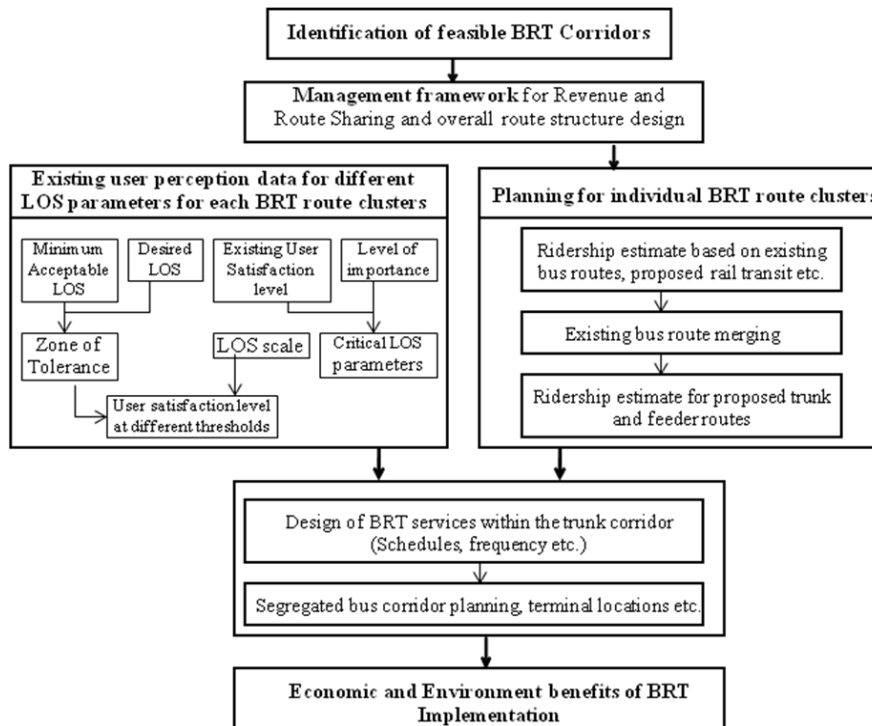 Identification of feasible BRT Corridors
Management framework for Revenue and
Route Sharing and overall route structure design
Existing user perception data for different
LOS parameters for each BRT route clusters
Minimum
Acceptable
LOS
Desired
LOS
Existing User
Satisfaction
level
Level of
importance
Zone of
Tolerance
LOS scale
Critical LOS
parameters
User satisfaction level
at different thresholds
Planning for individual BRT route clusters
Ridership estimate based on existing
bus routes, proposed rail transit etc.
Existing bus route merging
Ridership estimate for proposed trunk
and feeder routes
Design of BRT services within the trunk corridor
(Schedules, frequency etc.)
Segregated bus corridor planning, terminal locations etc.
Economic and Environment benefits of BRT
Implementation